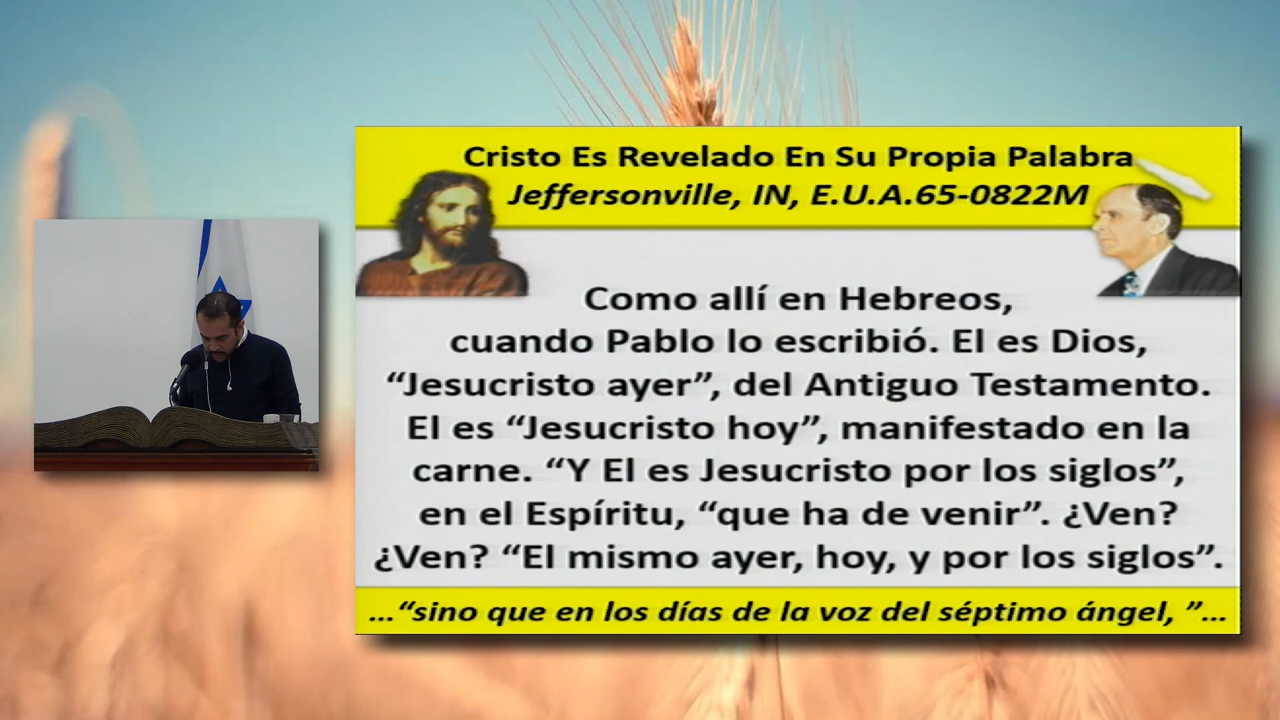 Cristo Es Revelado En Su Propia Palabra
Jeffersonville, IN, E.U.A.65-0822M
Como allí en Hebreos,
cuando Pablo lo escribió. El es Dios,
“Jesucristo ayer”, del Antiguo Testamento.
El es “Jesucristo hoy”, manifestado en la
carne. “Y El es Jesucristo por los siglos”,
en el Espíritu, “que ha de venir”. ¿Ven?
¿Ven? “El mismo ayer, hoy, y por los siglos”.
...“sino que en los días de la voz del séptimo ángel, ”...